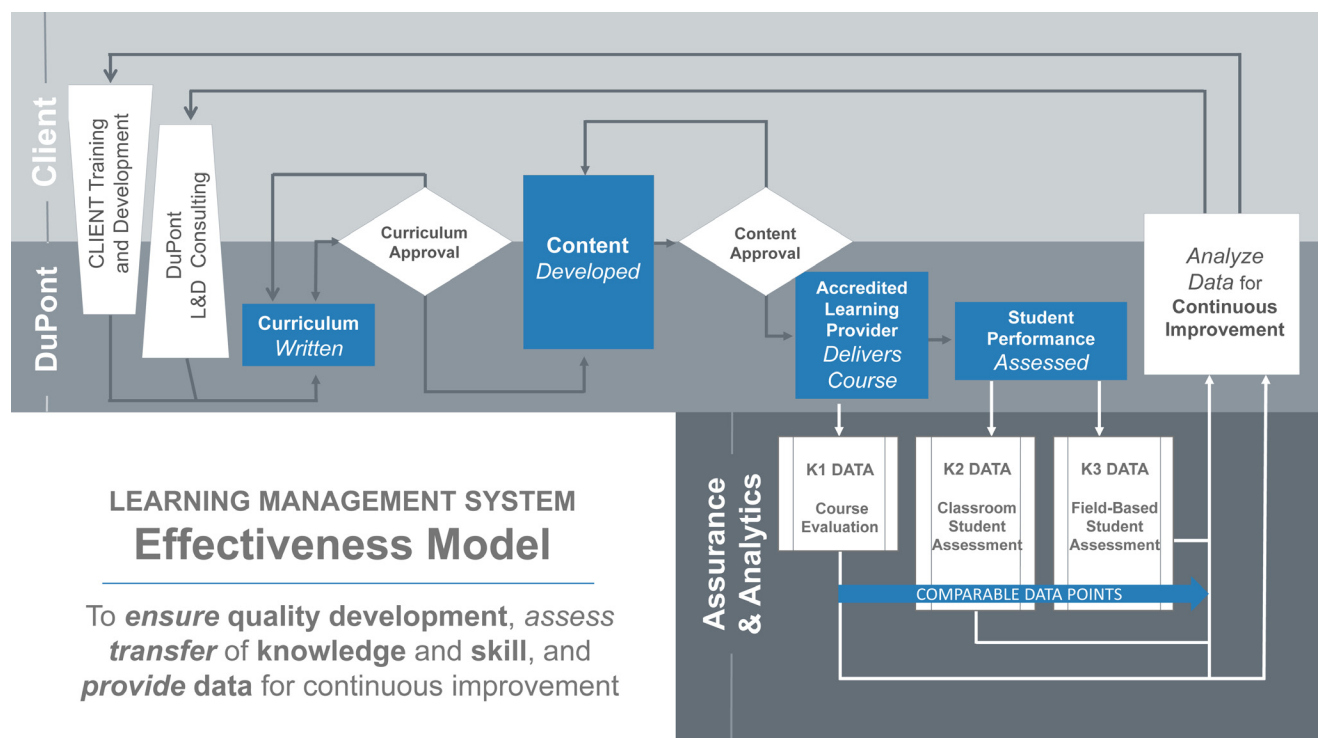 Client
DuPont
CLIENT Training
and Development
DuPont
L&D Consulting
Curriculum
Written
Curriculum
Approval
Content
Developed
Content
Approval
Accredited
Learning
Provider
Delivers
Course
Student
Performance
Assessed
Analyze
Data for
Continuous
Improvement
Assurance
& Analytics
K1 DATA
Course
Evaluation
K2 DATA
Classroom
Student
Assessment
K3 DATA
Field-Based
Student
Assessment
COMPARABLE DATA POINTS
LEARNING MANAGEMENT SYSTEM
Effectiveness Model
To ensure quality development, assess
transfer of knowledge and skill, and
provide data for continuous improvement